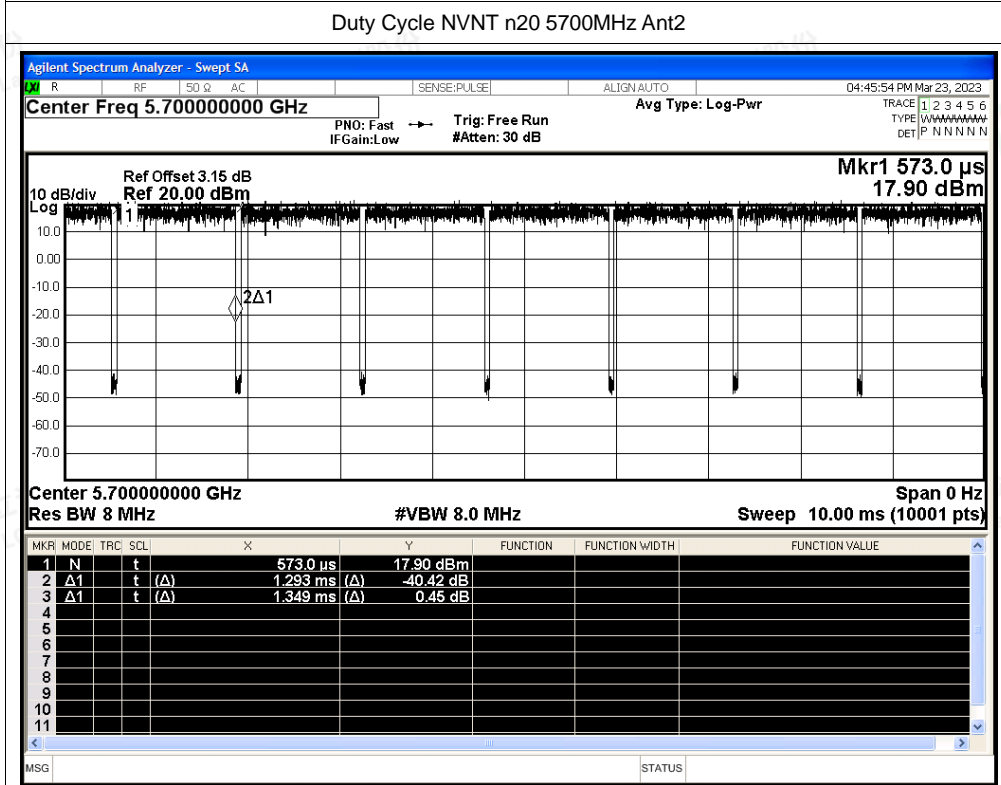 Duty Cycle NVNT n20 5700MHz Ant2
Agilent Spectrum Analyzer - Swept SA
LXI R RF 50 Ω AC SENSE:PULSE ALIGN AUTO 04:45:54 PM Mar 23, 2023
Center Freq 5.700000000 GHz Avg Type: Log-Pwr TRACE 1 2 3 4 5 6
PNO: Fast Trig: Free Run TYPE WWWWWW
IFGain:Low #Atten: 30 dB DET P N N N N N
Mkr1 573.0 µs
Ref Offset 3.15 dB
10 dB/div Ref 20.00 dBm 17.90 dBm
Log
1
10.0
0.00
-10.0
2Δ1
-20.0
-30.0
-40.0
-50.0
-60.0
-70.0
Center 5.700000000 GHz Span 0 Hz
Res BW 8 MHz #VBW 8.0 MHz Sweep 10.00 ms (10001 pts)
MKR MODE TRC SCL X Y FUNCTION FUNCTION WIDTH FUNCTION VALUE
1 N t 573.0 µs 17.90 dBm
2 Δ1 t (Δ) 1.293 ms (Δ) -40.42 dB
3 Δ1 t (Δ) 1.349 ms (Δ) 0.45 dB
4
5
6
7
8
9
10
11
MSG STATUS